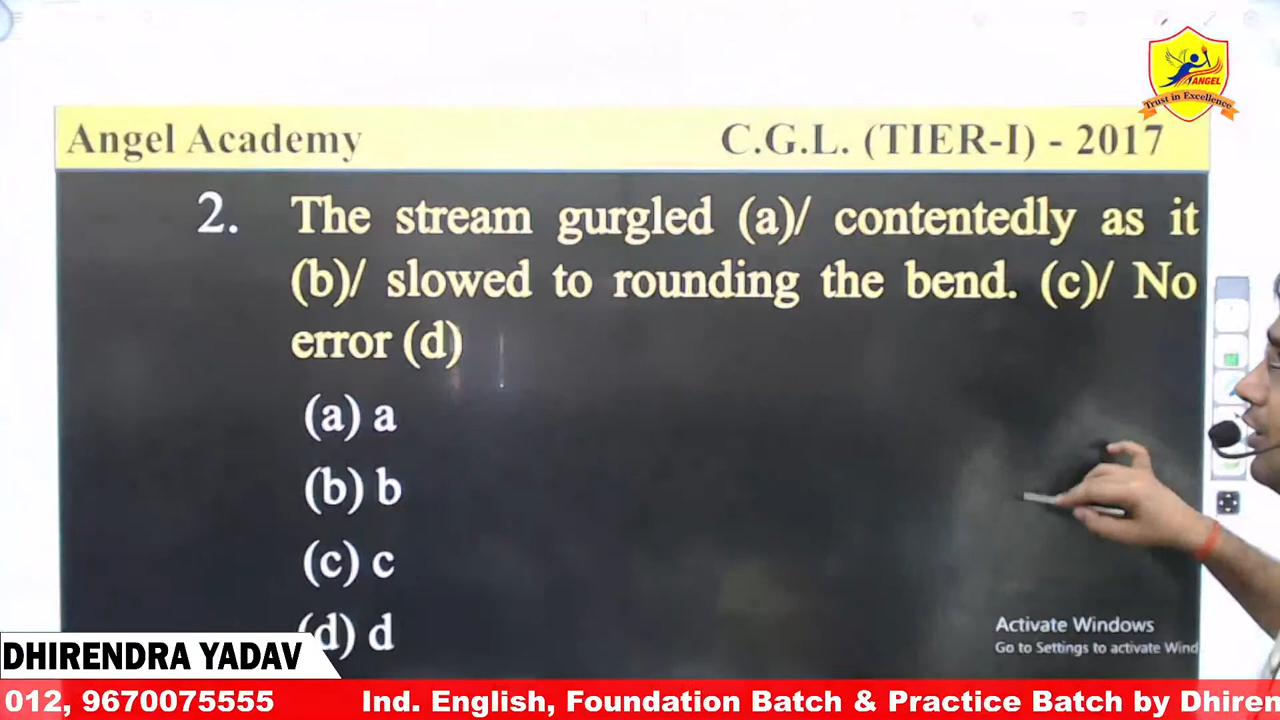 ANGEL
Trust in Excellence
Angel Academy C.G.L. (TIER-I) - 2017
2. The stream gurgled (a)/ contentedly as it
(b)/ slowed to rounding the bend. (c)/ No
error (d)
(a) a
(b) b
(c) c
(d) d
Activate Windows
Go to Settings to activate Wind
DHIRENDRA YADAV
012, 9670075555 Ind. English, Foundation Batch & Practice Batch by Dhiren